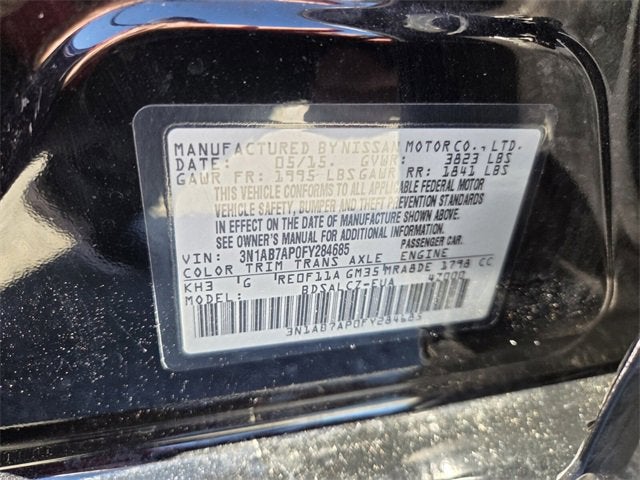 MANUFACTURED BY NISSAN MOTOR CO., LTD.
DATE: 05/15. GVWR: 3823 LBS
GAWR FR: 1995 LBS GAWR RR: 1841 LBS
THIS VEHICLE CONFORMS TO ALL APPLICABLE FEDERAL MOTOR
VEHICLE SAFETY, BUMPER AND THEFT PREVENTION STANDARDS
IN EFFECT ON THE DATE OF MANUFACTURE SHOWN ABOVE.
SEE OWNER'S MANUAL FOR ADDITIONAL INFORMATION.
VIN: 3N1AB7AP0FY284685 PASSENGER CAR.
COLOR TRIM TRANS AXLE ENGINE
KH3 G RE0F11A GM35 MRA8DE 1798 CC
MODEL: BDSALCZ-EUA
3N1AB7AP0FY284685